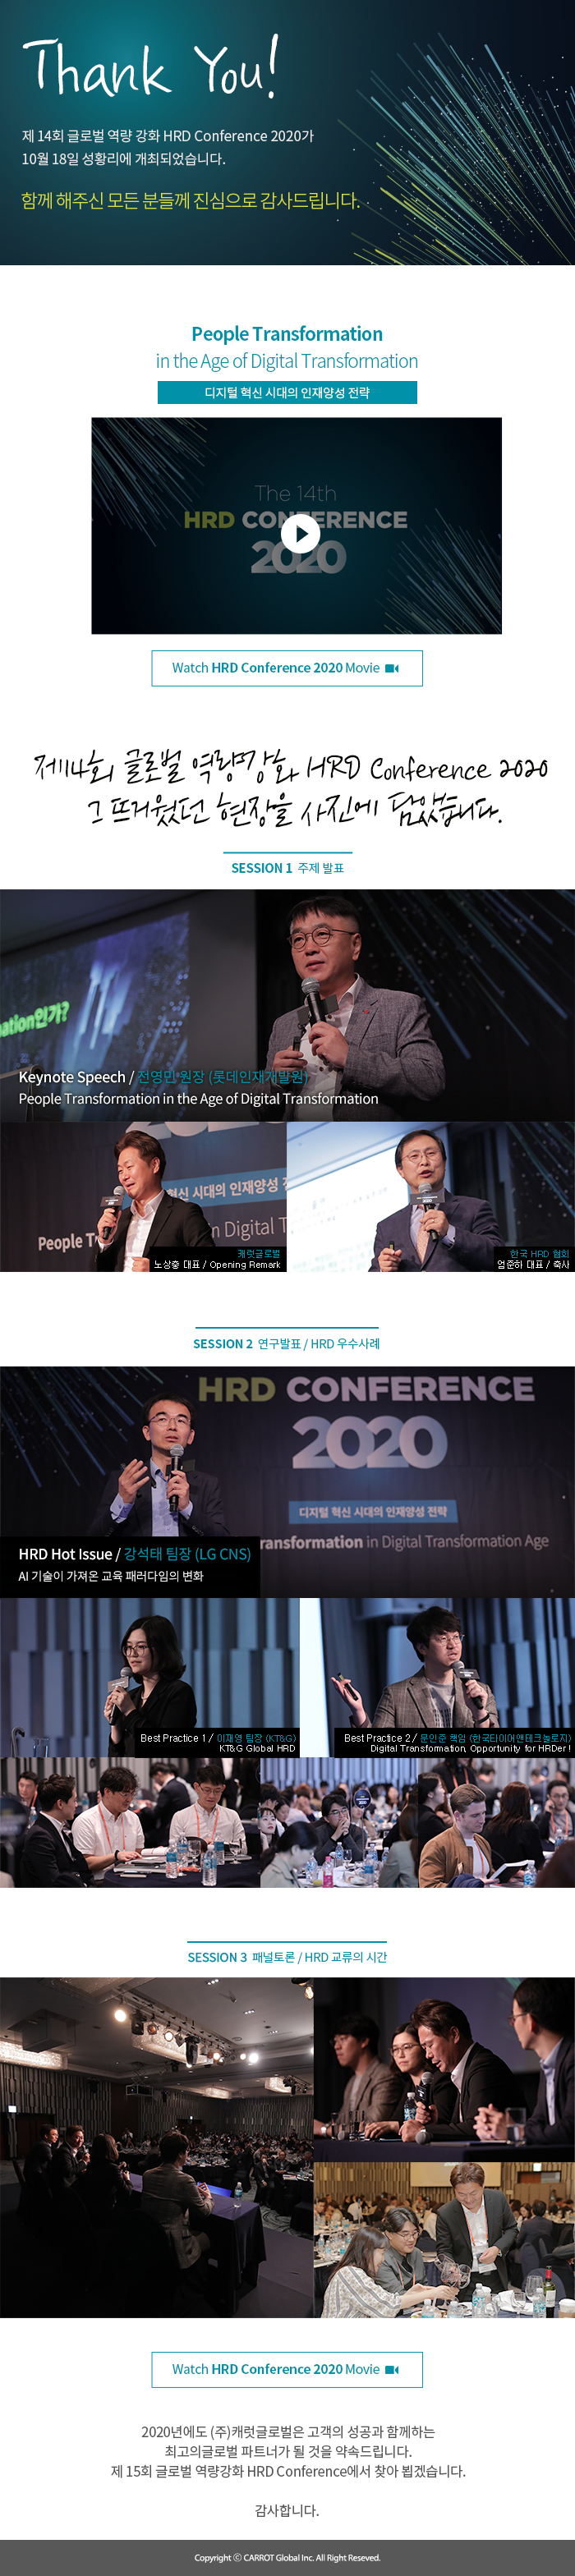 Thank You!
제 14회 글로벌 역량 강화 HRD Conference 2020가
10월 18일 성황리에 개최되었습니다.
함께 해주신 모든 분들께 진심으로 감사드립니다.
People Transformation
in the Age of Digital Transformation
디지털 혁신 시대의 인재양성 전략
The 14th
HRD CONFERENCE
2020
Watch HRD Conference 2020 Movie
제14회 글로벌 역량강화 HRD Conference 2020
그 뜨거웠던 현장을 사진에 담았습니다.
SESSION 1 주제 발표
ation인가?
Keynote Speech / 전영민 원장 (롯데인재개발원)
People Transformation in the Age of Digital Transformation
혁신 시대의 인재양성 전
People Tr
n Digital T
캐럿글로벌
노상충 대표 / Opening Remark
한국 HRD 협회
엄준하 대표 / 축사
SESSION 2 연구발표 / HRD 우수사례
HRD CONFERENCE
2020
디지털 혁신 시대의 인재양성 전략
ransformation in Digital Transformation Age
HRD Hot Issue / 강석태 팀장 (LG CNS)
AI 기술이 가져온 교육 패러다임의 변화
Best Practice 1 / 이재영 팀장 (KT&G)
KT&G Global HRD
Best Practice 2 / 문인준 책임 (한국타이어앤테크놀로지)
Digital Transformation, Opportunity for HRDer !
SESSION 3 패널토론 / HRD 교류의 시간
Watch HRD Conference 2020 Movie
2020년에도 (주)캐럿글로벌은 고객의 성공과 함께하는
최고의글로벌 파트너가 될 것을 약속드립니다.
제 15회 글로벌 역량강화 HRD Conference에서 찾아 뵙겠습니다.
감사합니다.
Copyright ⓒ CARROT Global Inc. All Right Reseved.